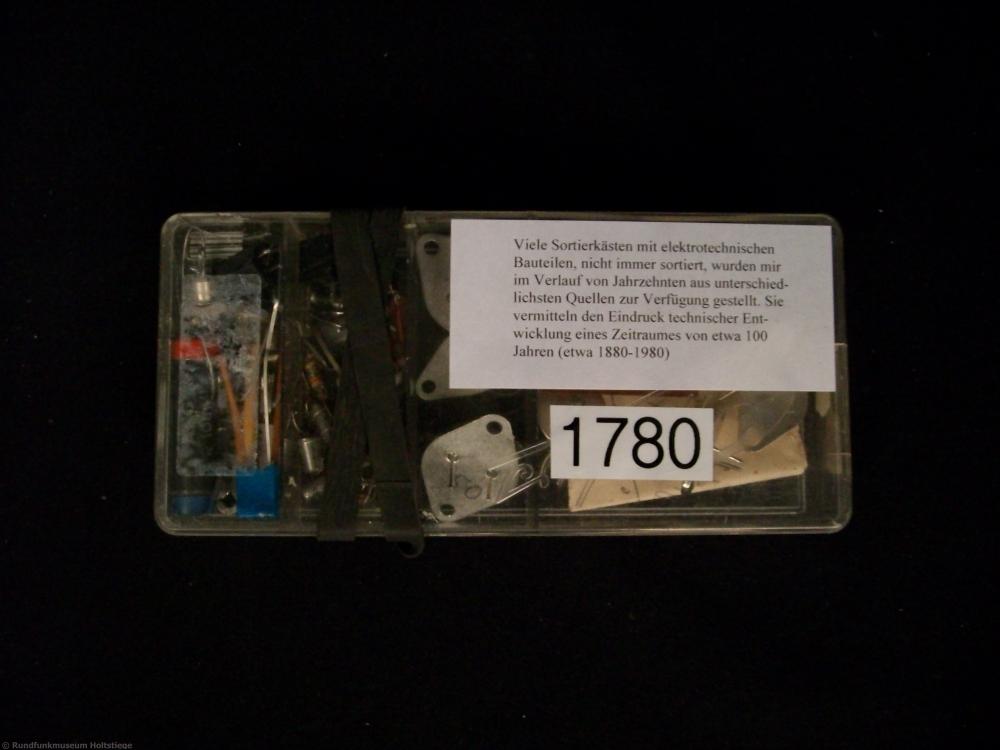 Viele Sortierkästen mit elektrotechnischen
Bauteilen, nicht immer sortiert, wurden mir
im Verlauf von Jahrzehnten aus unterschied-
lichsten Quellen zur Verfügung gestellt. Sie
vermitteln den Eindruck technischer Ent-
wicklung eines Zeitraumes von etwa 100
Jahren (etwa 1880-1980)
1780
© Rundfunkmuseum Holtstiege